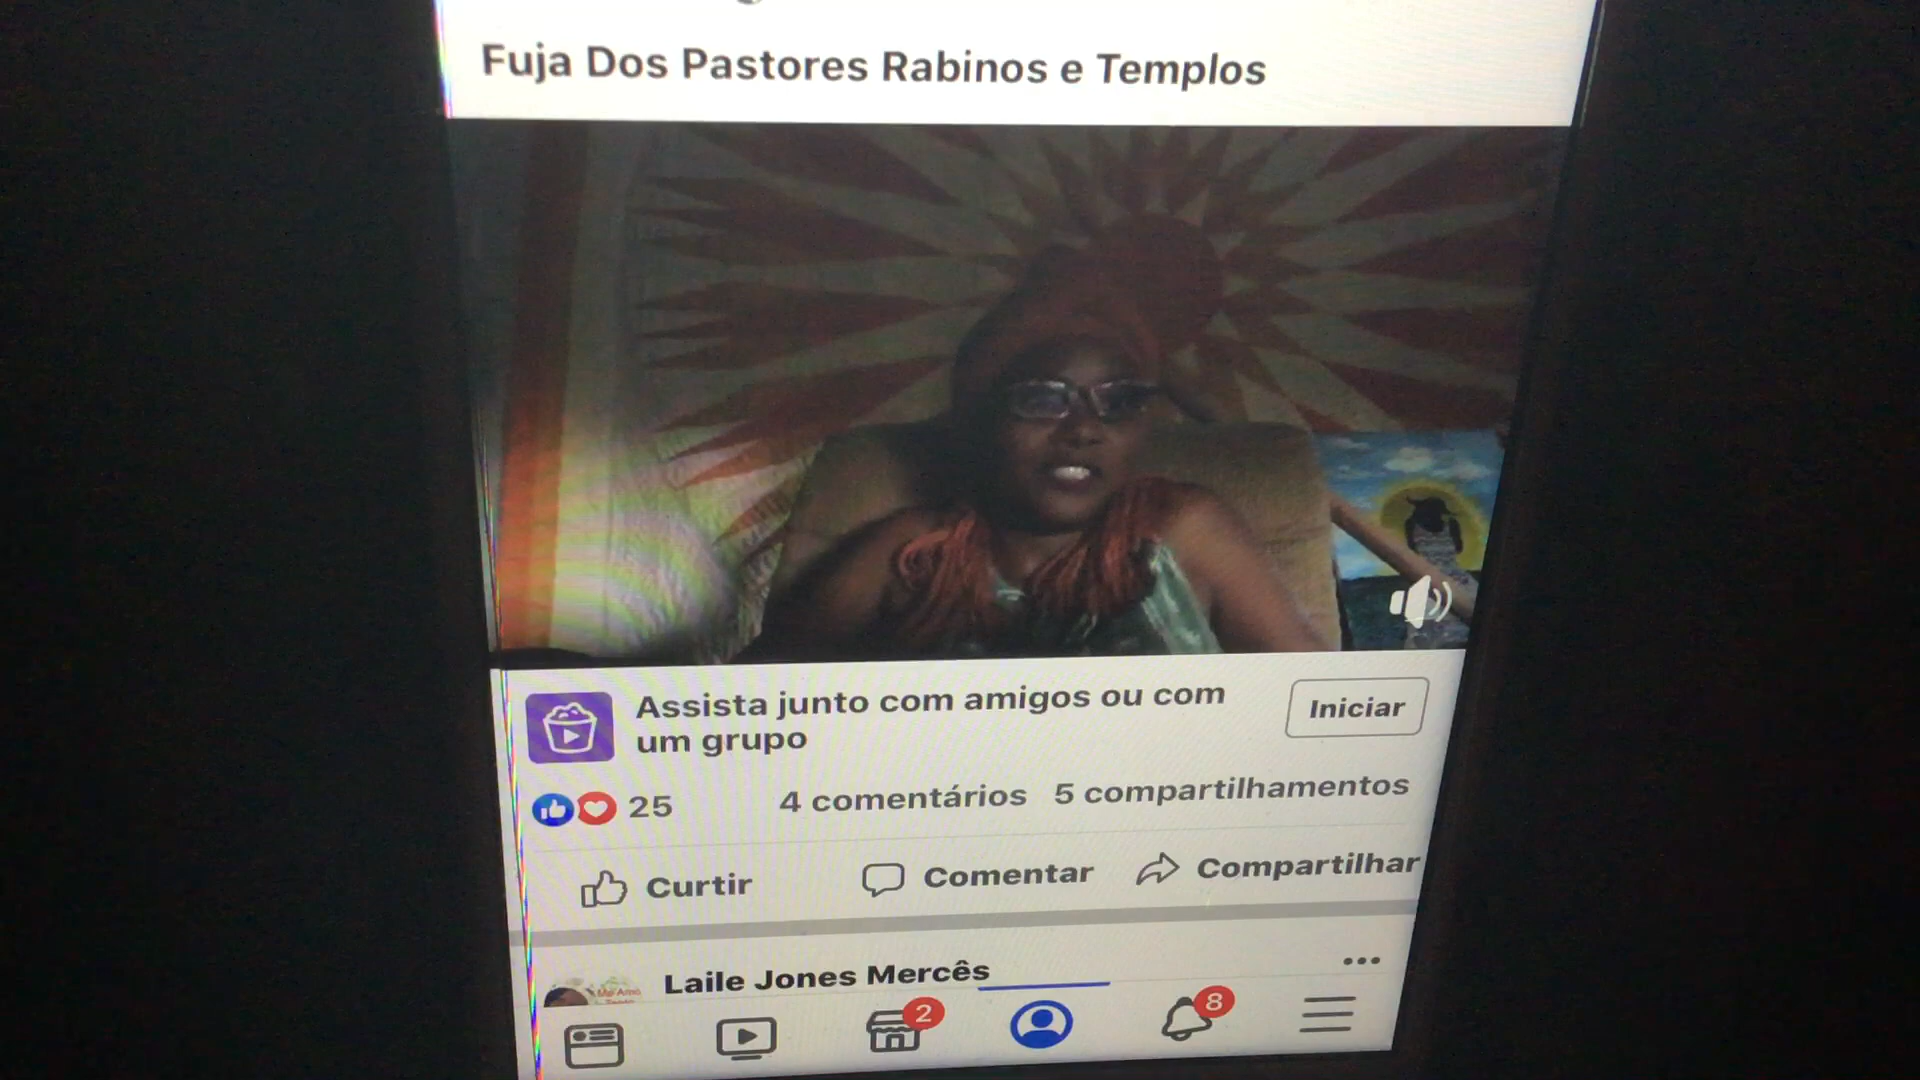 Fuja Dos Pastores Rabinos e Templos
Assista junto com amigos ou com
um grupo
Iniciar
25
4 comentários
5 compartilhamentos
Curtir
Comentar
Compartilhar
Laile Jones Mercês
2
8